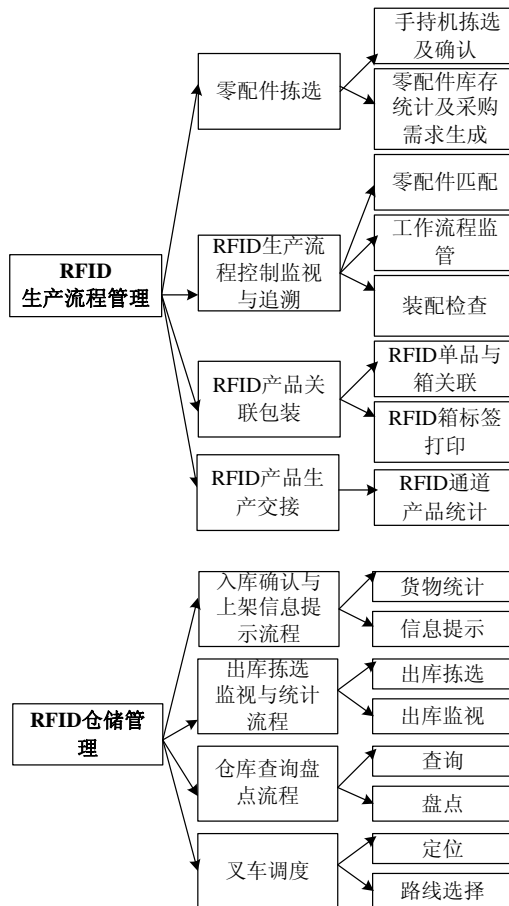 手持机拣选
及确认
零配件拣选
零配件库存
统计及采购
需求生成
零配件匹配
RFID
生产流程管理
RFID生产流
程控制监视
与追溯
工作流程监
管
装配检查
RFID产品关
联包装
RFID单品与
箱关联
RFID箱标签
打印
RFID产品生
产交接
RFID通道
产品统计
入库确认与
上架信息提
示流程
货物统计
信息提示
RFID仓储管
理
出库拣选
监视与统计
流程
出库拣选
出库监视
仓库查询盘
点流程
查询
盘点
叉车调度
定位
路线选择